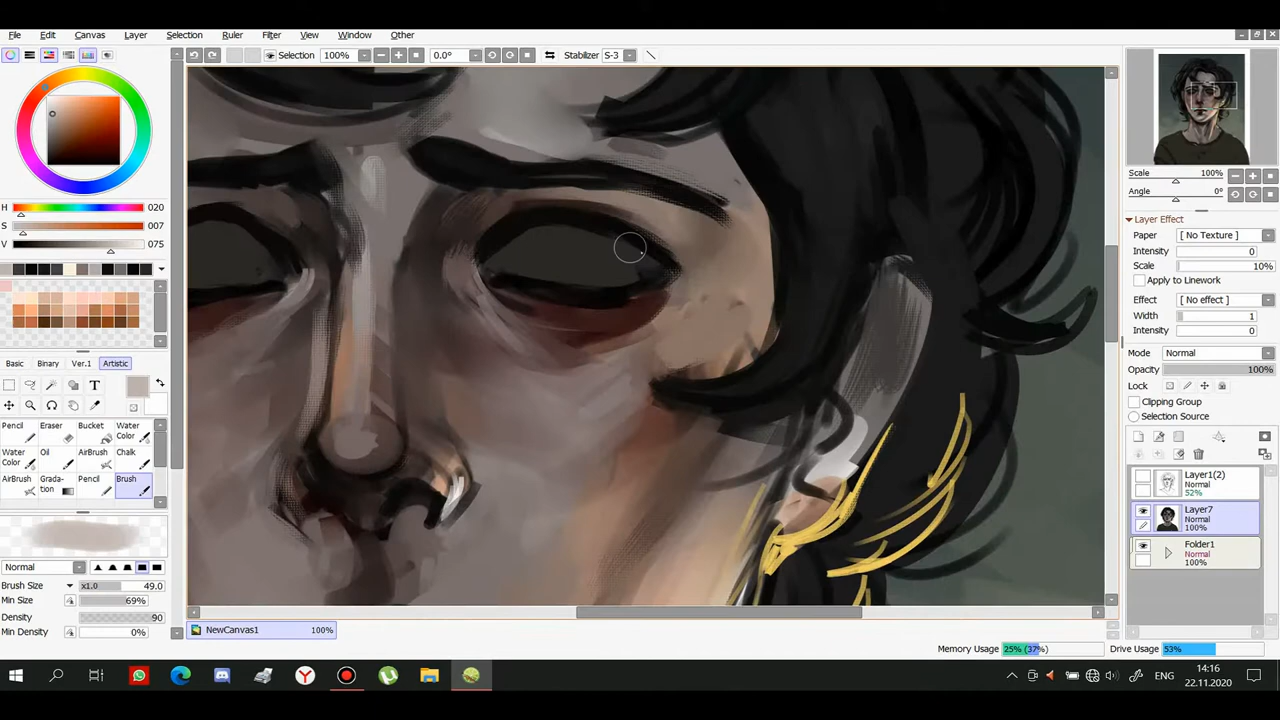 File Edit Canvas Layer Selection Filter View Window Other
Selection 100% 0.0° Stabilizer S-3
H 020
S 007
V 075
Basic Binary Ver.1 Artistic
Pencil Eraser Bucket Water Color
Water Color Oil AirBrush Chalk
AirBrush Grada-tion Pencil Brush
Normal
Brush Size x1.0 49.0
Min Size 69%
Density 90
Min Density 0%
NewCanvas1 100%
Scale 100%
Angle 0°
Layer Effect
Paper [ No Texture ]
Intensity 0
Scale 10%
Apply to Linework
Effect [ No effect ]
Width 1
Intensity 0
Mode Normal
Opacity 100%
Lock
Clipping Group
Selection Source
Layer1(2)
Normal
52%
Layer7
Normal
100%
Folder1
Normal
100%
Memory Usage 25% (37%) Drive Usage 53%
ENG 14:16
22.11.2020